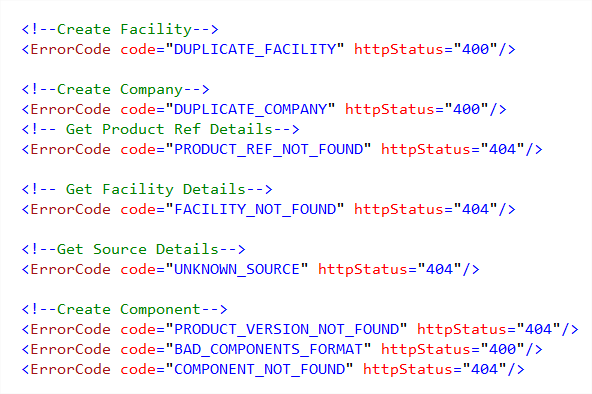 <!--Create Facility-->
<ErrorCode code="DUPLICATE_FACILITY" httpStatus="400"/>
<!--Create Company-->
<ErrorCode code="DUPLICATE_COMPANY" httpStatus="400"/>
<!-- Get Product Ref Details-->
<ErrorCode code="PRODUCT_REF_NOT_FOUND" httpStatus="404"/>
<!-- Get Facility Details-->
<ErrorCode code="FACILITY_NOT_FOUND" httpStatus="404"/>
<!--Get Source Details-->
<ErrorCode code="UNKNOWN_SOURCE" httpStatus="404"/>
<!--Create Component-->
<ErrorCode code="PRODUCT_VERSION_NOT_FOUND" httpStatus="404"/>
<ErrorCode code="BAD_COMPONENTS_FORMAT" httpStatus="400"/>
<ErrorCode code="COMPONENT_NOT_FOUND" httpStatus="404"/>